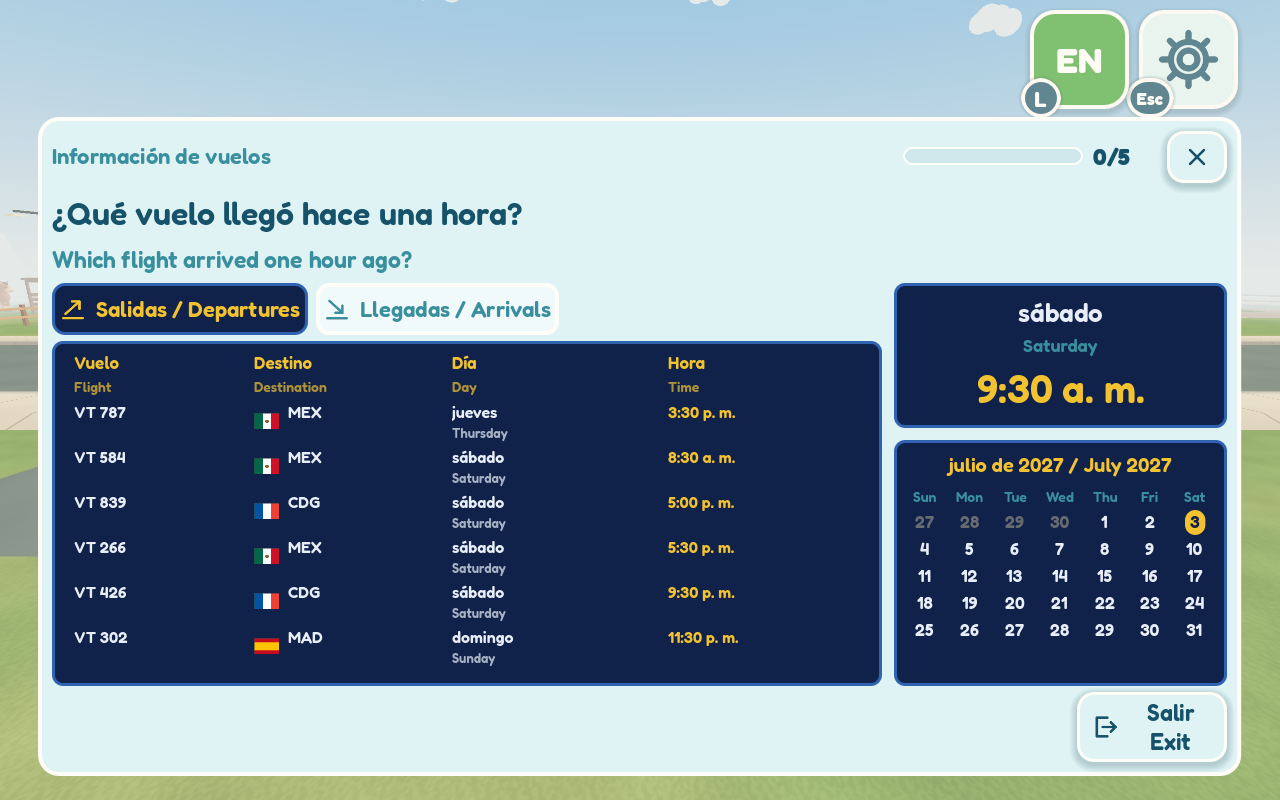 EN
L
Esc
Información de vuelos
0/5
¿Qué vuelo llegó hace una hora?
Which flight arrived one hour ago?
Salidas / Departures
Llegadas / Arrivals
Vuelo Destino Día Hora
Flight Destination Day Time
VT 787 MEX jueves 3:30 p. m.
Thursday
VT 584 MEX sábado 8:30 a. m.
Saturday
VT 839 CDG sábado 5:00 p. m.
Saturday
VT 266 MEX sábado 5:30 p. m.
Saturday
VT 426 CDG sábado 9:30 p. m.
Saturday
VT 302 MAD domingo 11:30 p. m.
Sunday
sábado
Saturday
9:30 a. m.
julio de 2027 / July 2027
Sun Mon Tue Wed Thu Fri Sat
27 28 29 30 1 2 3
4 5 6 7 8 9 10
11 12 13 14 15 16 17
18 19 20 21 22 23 24
25 26 27 28 29 30 31
Salir
Exit